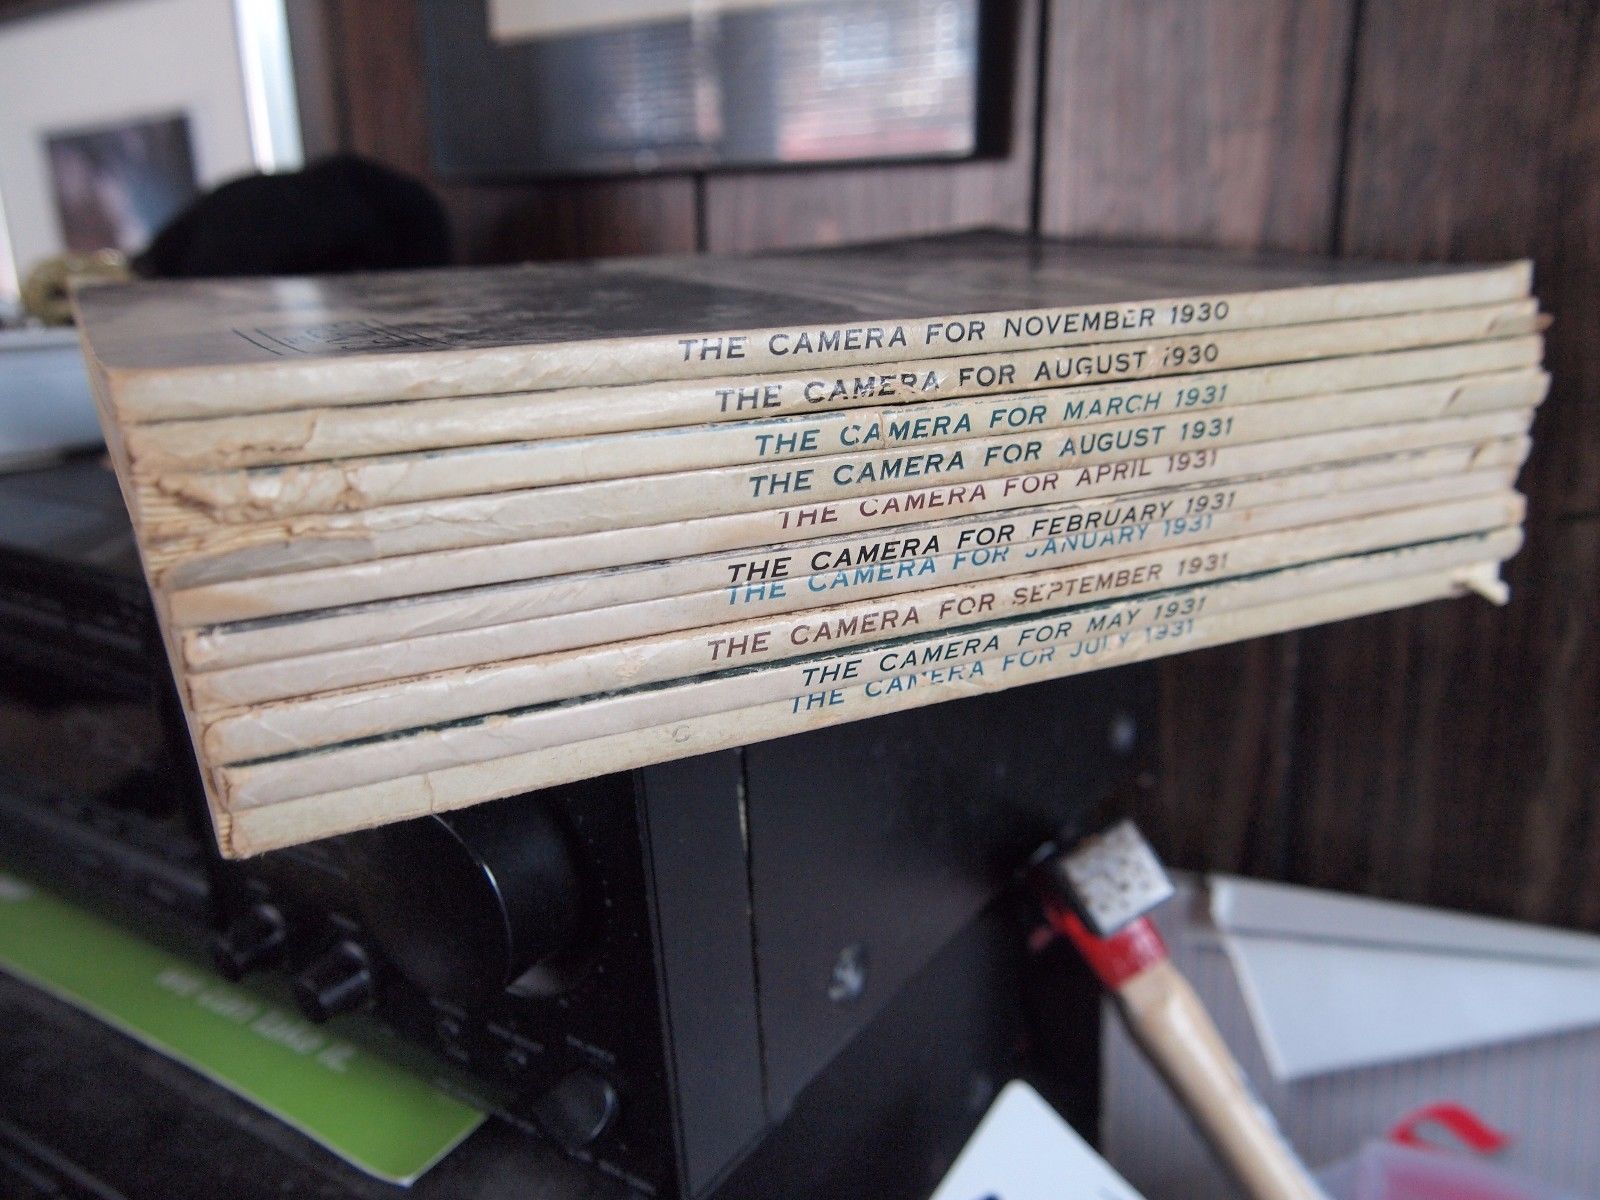 THE CAMERA FOR NOVEMBER 1930
THE CAMERA FOR AUGUST 1930
THE CAMERA FOR MARCH 1931
THE CAMERA FOR AUGUST 1931
THE CAMERA FOR APRIL 1931
THE CAMERA FOR FEBRUARY 1931
THE CAMERA FOR JANUARY 1931
THE CAMERA FOR SEPTEMBER 1931
THE CAMERA FOR MAY 1931
THE CAMERA FOR JULY 1931